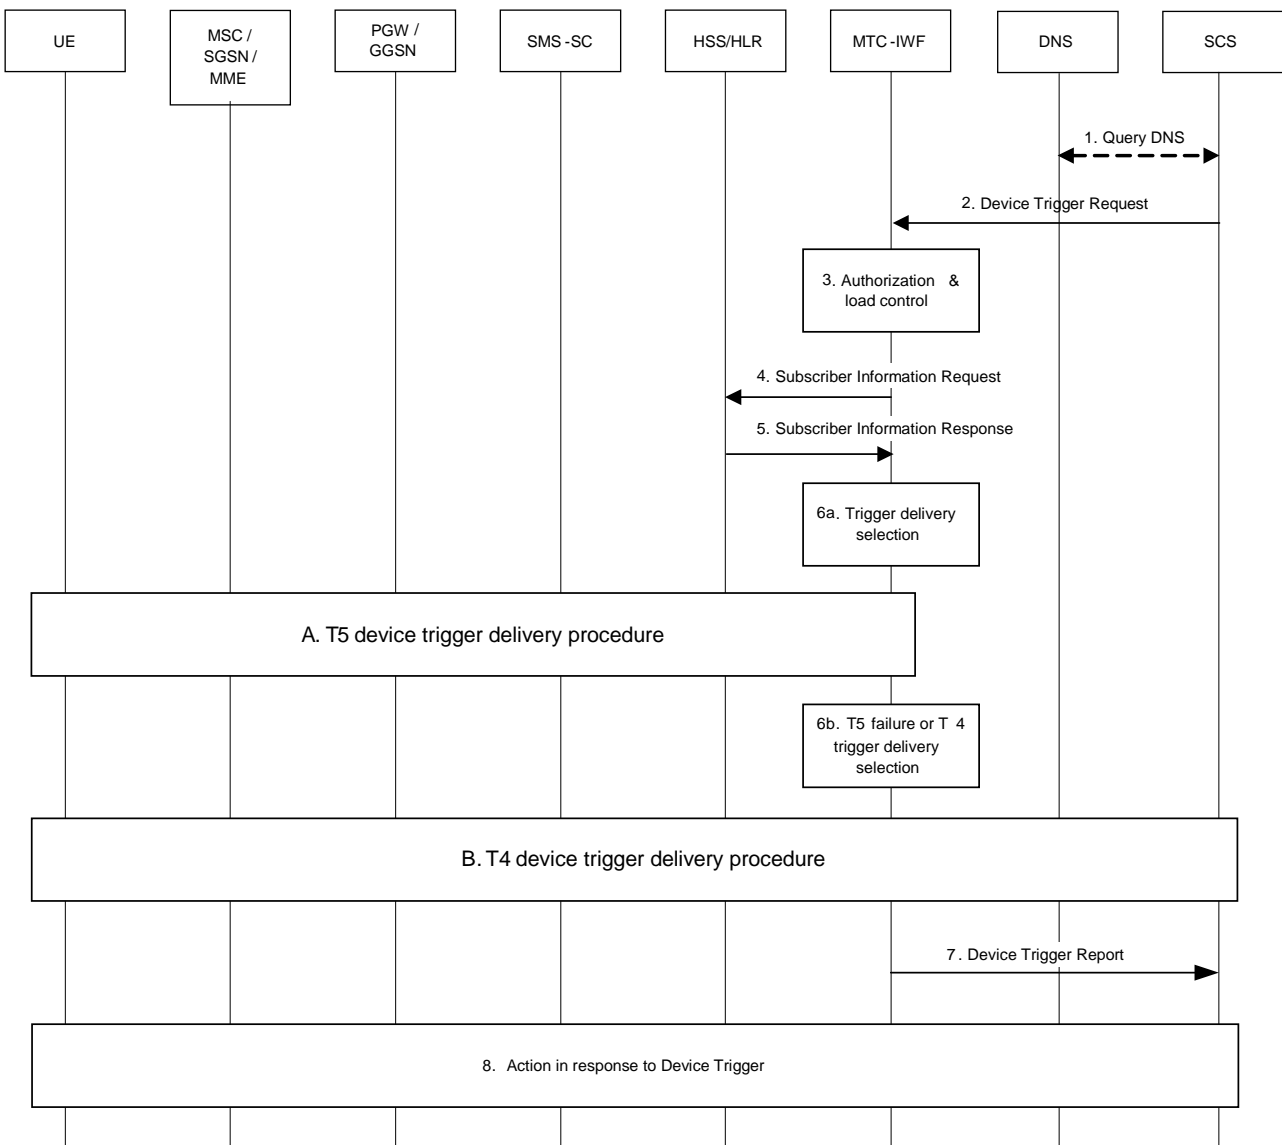 UE
MSC /
SGSN /
MME
PGW /
GGSN
SMS-SC
HSS/HLR
MTC-IWF
DNS
SCS
1. Query DNS
2. Device Trigger Request
3. Authorization &
load control
4. Subscriber Information Request
5. Subscriber Information Response
6a. Trigger delivery
selection
A. T5 device trigger delivery procedure
6b. T5 failure or T 4
trigger delivery
selection
B. T4 device trigger delivery procedure
7. Device Trigger Report
8. Action in response to Device Trigger